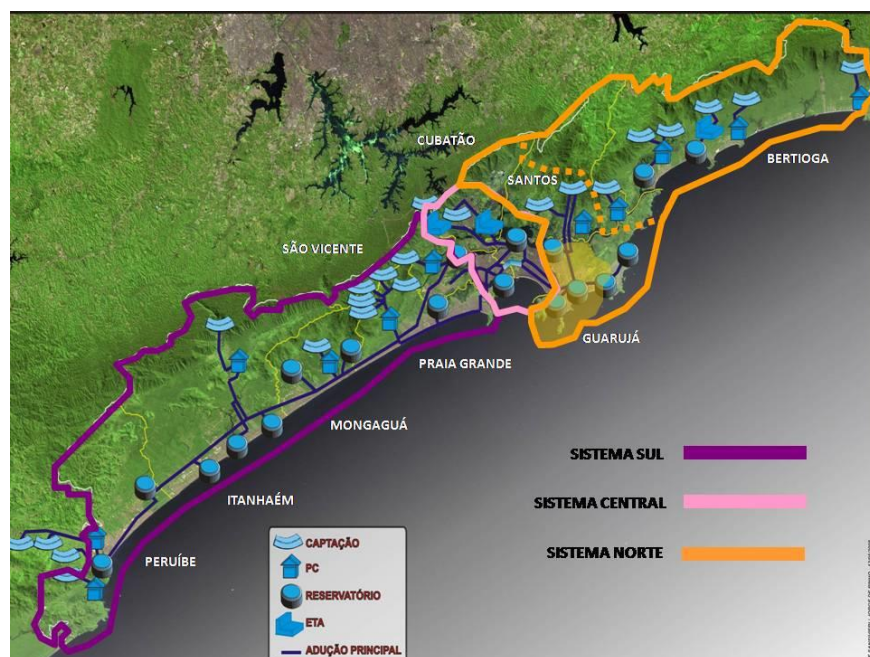 CUBATÃO
SANTOS
BERTIOGA
SÃO VICENTE
GUARUJÁ
PRAIA GRANDE
MONGAGUÁ
ITANHAÉM
PERUÍBE
SISTEMA SUL
SISTEMA CENTRAL
SISTEMA NORTE
CAPTAÇÃO
PC
RESERVATÓRIO
ETA
ADUÇÃO PRINCIPAL